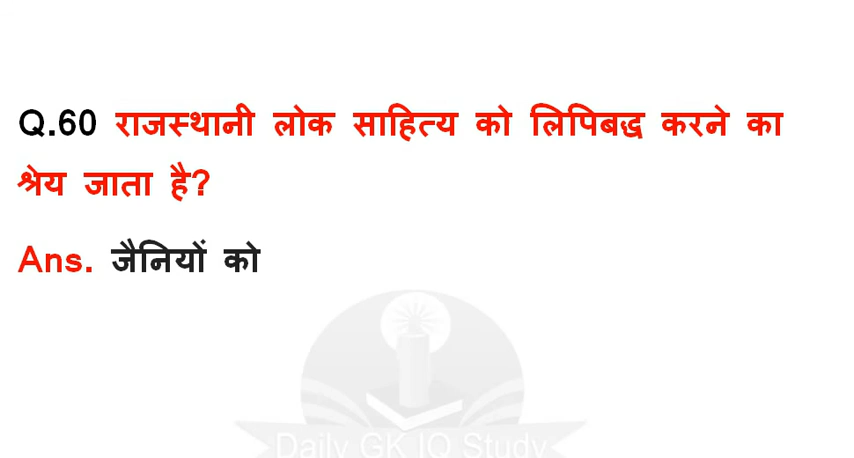 Q.60 राजस्थानी लोक साहित्य को लिपिबद्ध करने का
श्रेय जाता है?
Ans. जैनियों को
Daily GK IQ Study